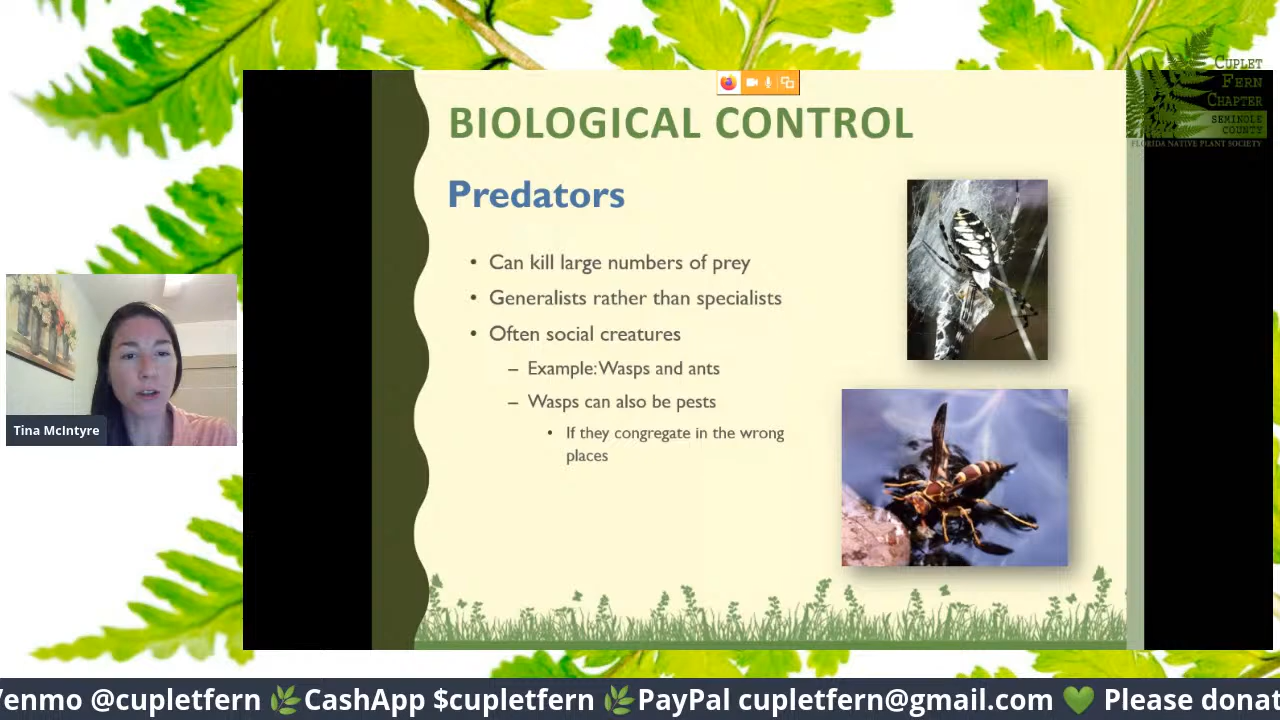 CUPLET
FERN
CHAPTER
SEMINOLE
COUNTY
FLORIDA NATIVE PLANT SOCIETY
BIOLOGICAL CONTROL
Predators
• Can kill large numbers of prey
• Generalists rather than specialists
• Often social creatures
– Example: Wasps and ants
– Wasps can also be pests
• If they congregate in the wrong
places
Tina McIntyre
Venmo @cupletfern 🌿 CashApp $cupletfern 🌿 PayPal cupletfern@gmail.com 💚 Please donat